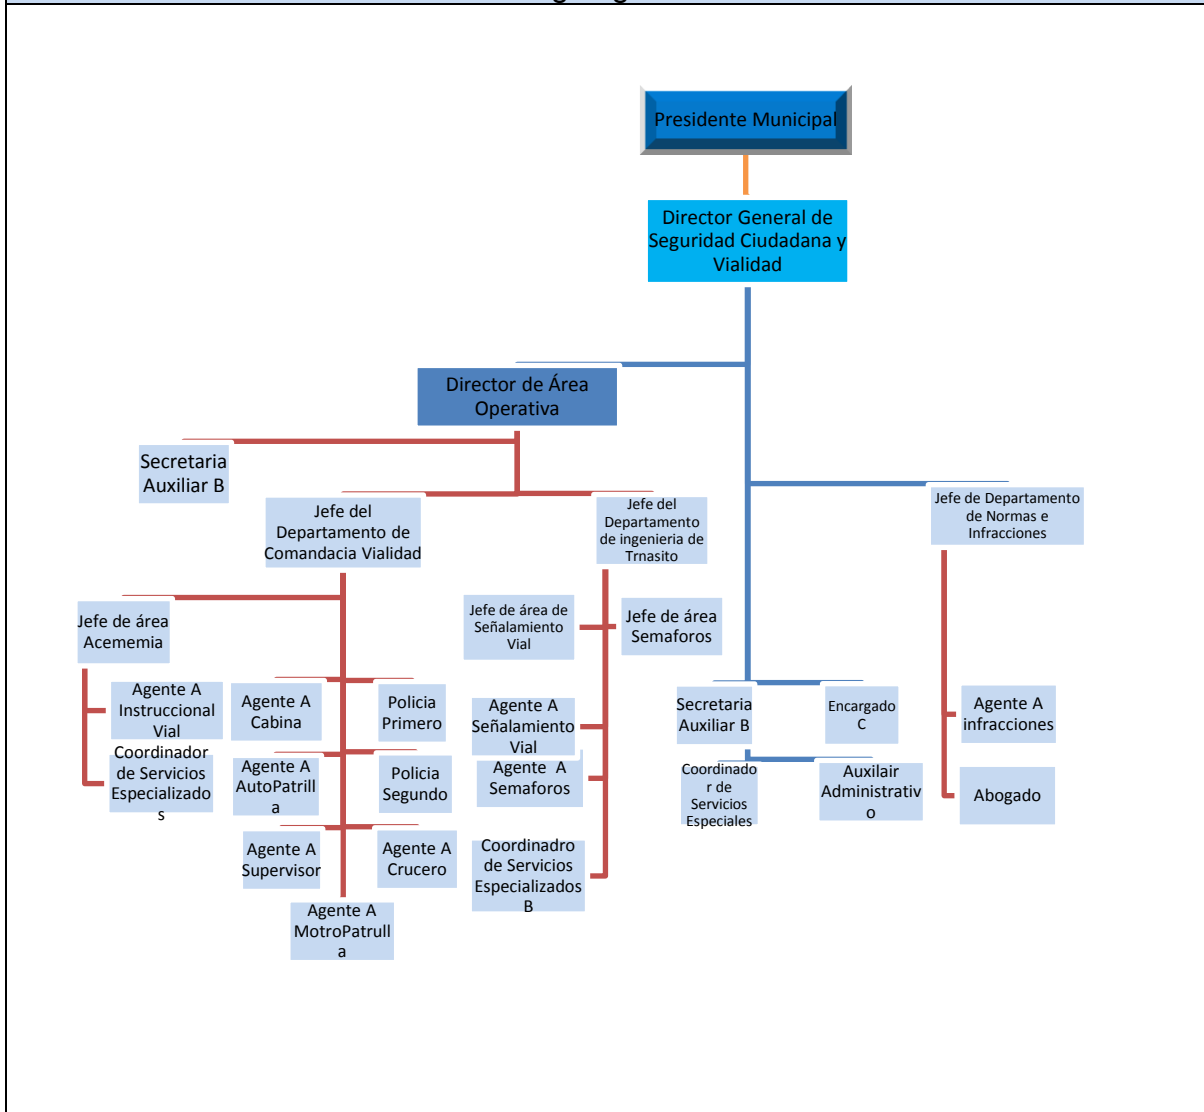 Presidente Municipal
Director General de
Seguridad Ciudadana y
Vialidad
Director de Área
Operativa
Secretaria
Auxiliar B
Jefe del
Departamento de
Comandacia Vialidad
Jefe del
Departamento
de ingenieria de
Trnasito
Jefe de Departamento
de Normas e
Infracciones
Jefe de área
Acememia
Jefe de área de
Señalamiento
Vial
Jefe de área
Semaforos
Agente A
Instruccional
Vial
Coordinador
de Servicios
Especializado
s
Agente A
Cabina
Policia
Primero
Agente A
AutoPatrilla
Policia
Segundo
Agente A
Supervisor
Agente A
Crucero
Agente A
MotroPatrull
a
Agente A
Señalamiento
Vial
Agente A
Semaforos
Coordinadro
de Servicios
Especializados
B
Secretaria
Auxiliar B
Encargado
C
Coordinado
r de
Servicios
Especiales
Auxilair
Administrativ
o
Agente A
infracciones
Abogado